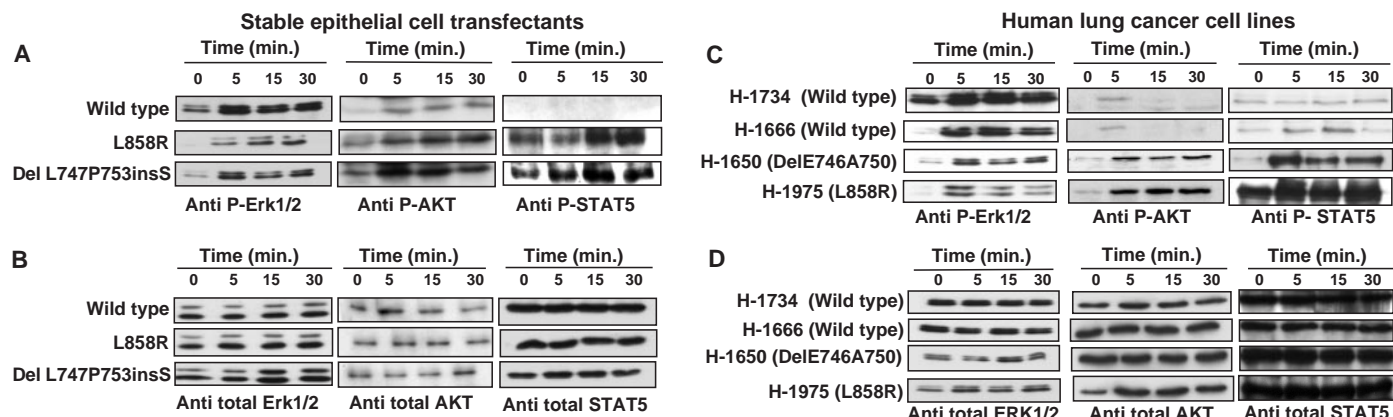 Stable epithelial cell transfectants
A
Time (min.) Time (min.) Time (min.)
0 5 15 30 0 5 15 30 0 5 15 30
Wild type
L858R
Del L747P753insS
Anti P-Erk1/2 Anti P-AKT Anti P-STAT5
B
Time (min.) Time (min.) Time (min.)
0 5 15 30 0 5 15 30 0 5 15 30
Wild type
L858R
Del L747P753insS
Anti total Erk1/2 Anti total AKT Anti total STAT5
Human lung cancer cell lines
C
Time (min.) Time (min.) Time (min.)
0 5 15 30 0 5 15 30 0 5 15 30
H-1734 (Wild type)
H-1666 (Wild type)
H-1650 (DelE746A750)
H-1975 (L858R)
Anti P-Erk1/2 Anti P-AKT Anti P- STAT5
D
Time (min.) Time (min.) Time (min.)
0 5 15 30 0 5 15 30 0 5 15 30
H-1734 (Wild type)
H-1666 (Wild type)
H-1650 (DelE746A750)
H-1975 (L858R)
Anti total ERK1/2 Anti total AKT Anti total STAT5